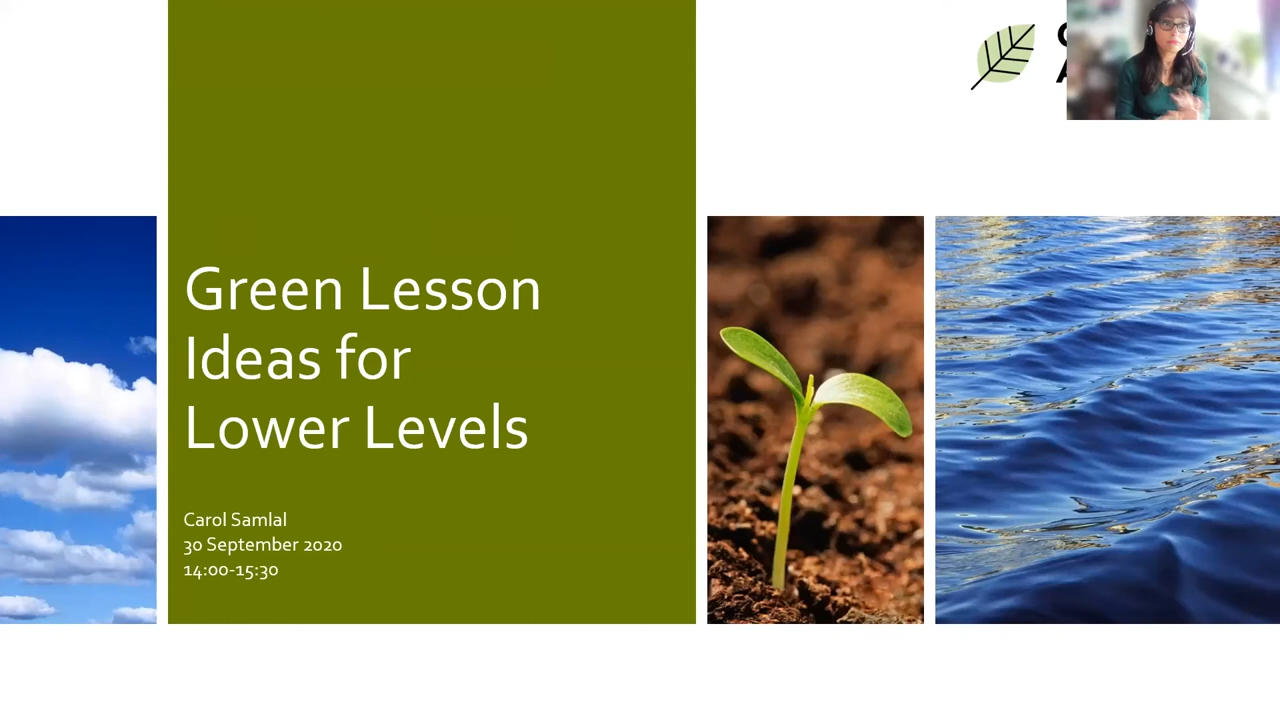 Green Lesson
Ideas for
Lower Levels
Carol Samlal
30 September 2020
14:00-15:30